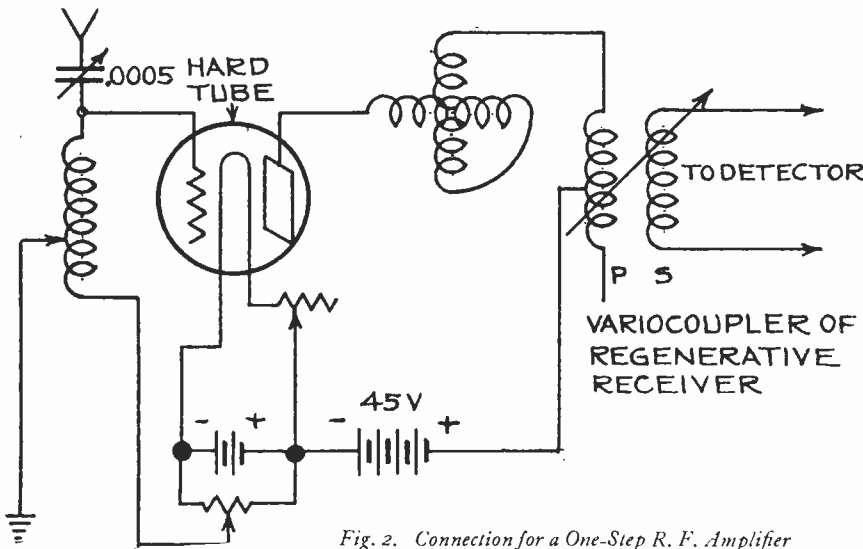 .0005
HARD
TUBE
TO DETECTOR
P S
VARIOCOUPLER OF
REGENERATIVE
RECEIVER
- +
- 45V +
Fig. 2. Connection for a One-Step R. F. Amplifier